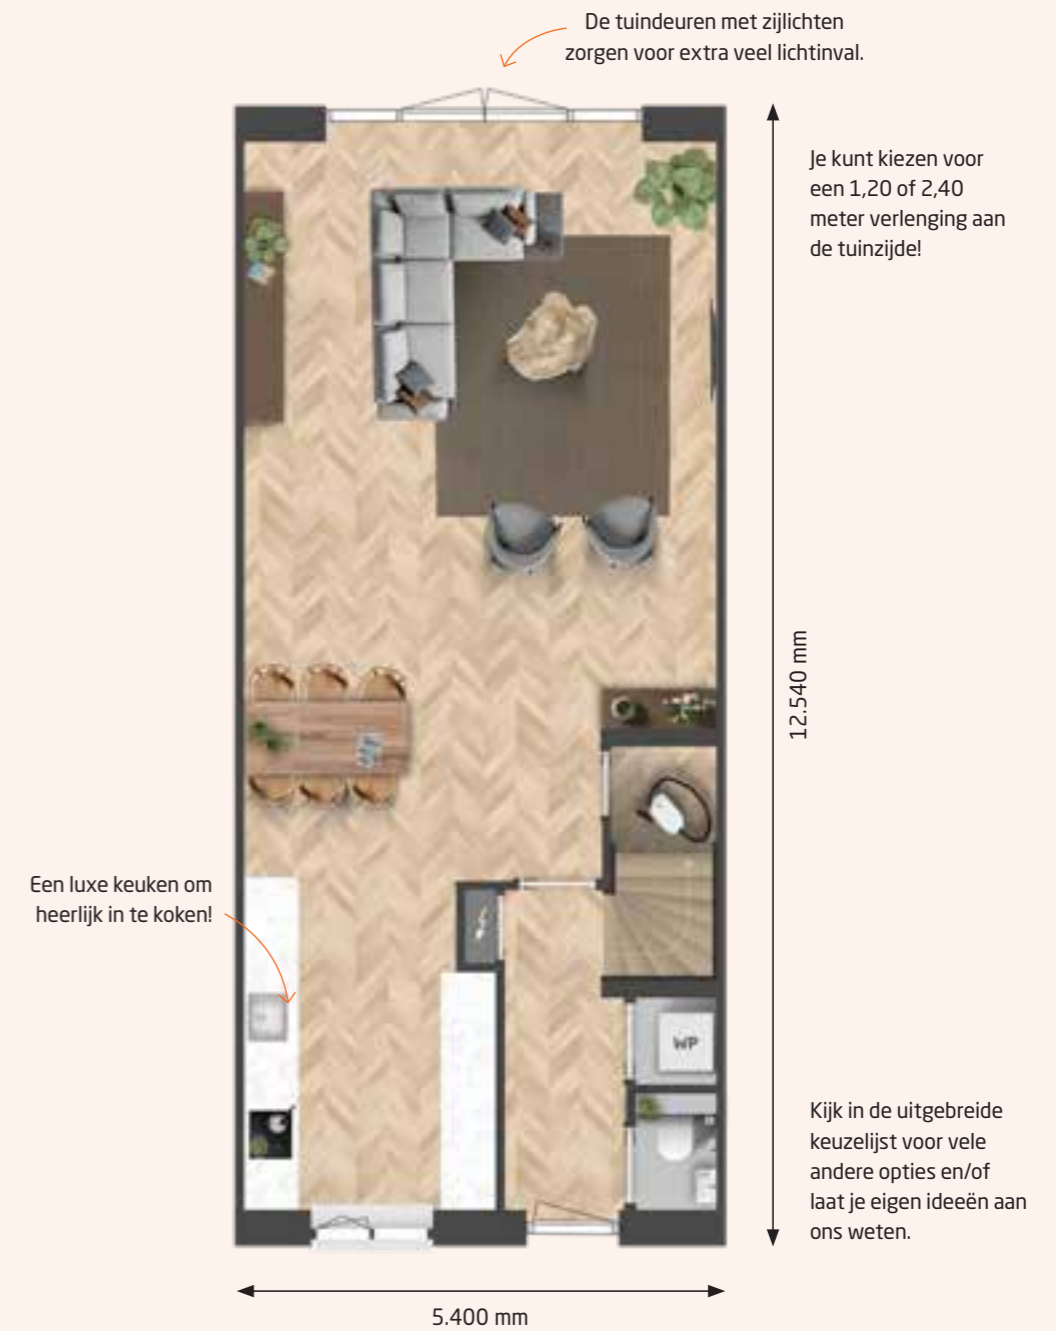 De tuindeuren met zijlichten
zorgen voor extra veel lichtinval.
Je kunt kiezen voor
een 1,20 of 2,40
meter verlenging aan
de tuinzijde!
12.540 mm
Een luxe keuken om
heerlijk in te koken!
WP
Kijk in de uitgebreide
keuzelijst voor vele
andere opties en/of
laat je eigen ideeën aan
ons weten.
5.400 mm